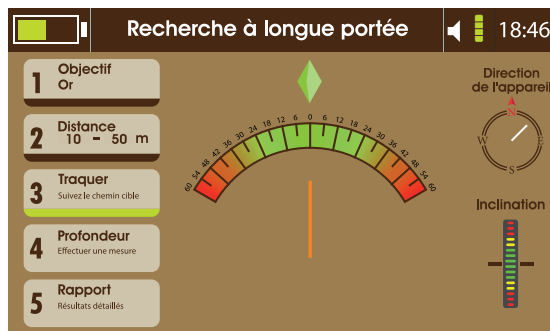 Recherche à longue portée
18:46
1 Objectif
Or
2 Distance
10 - 50 m
3 Traquer
Suivez le chemin cible
4 Profondeur
Effectuer une mesure
5 Rapport
Résultats détaillés
60 54 48 42 36 30 24 18 12 6 0 6 12 18 24 30 36 42 48 54 60
Direction
de l'appareil
N
W E
S
Inclination